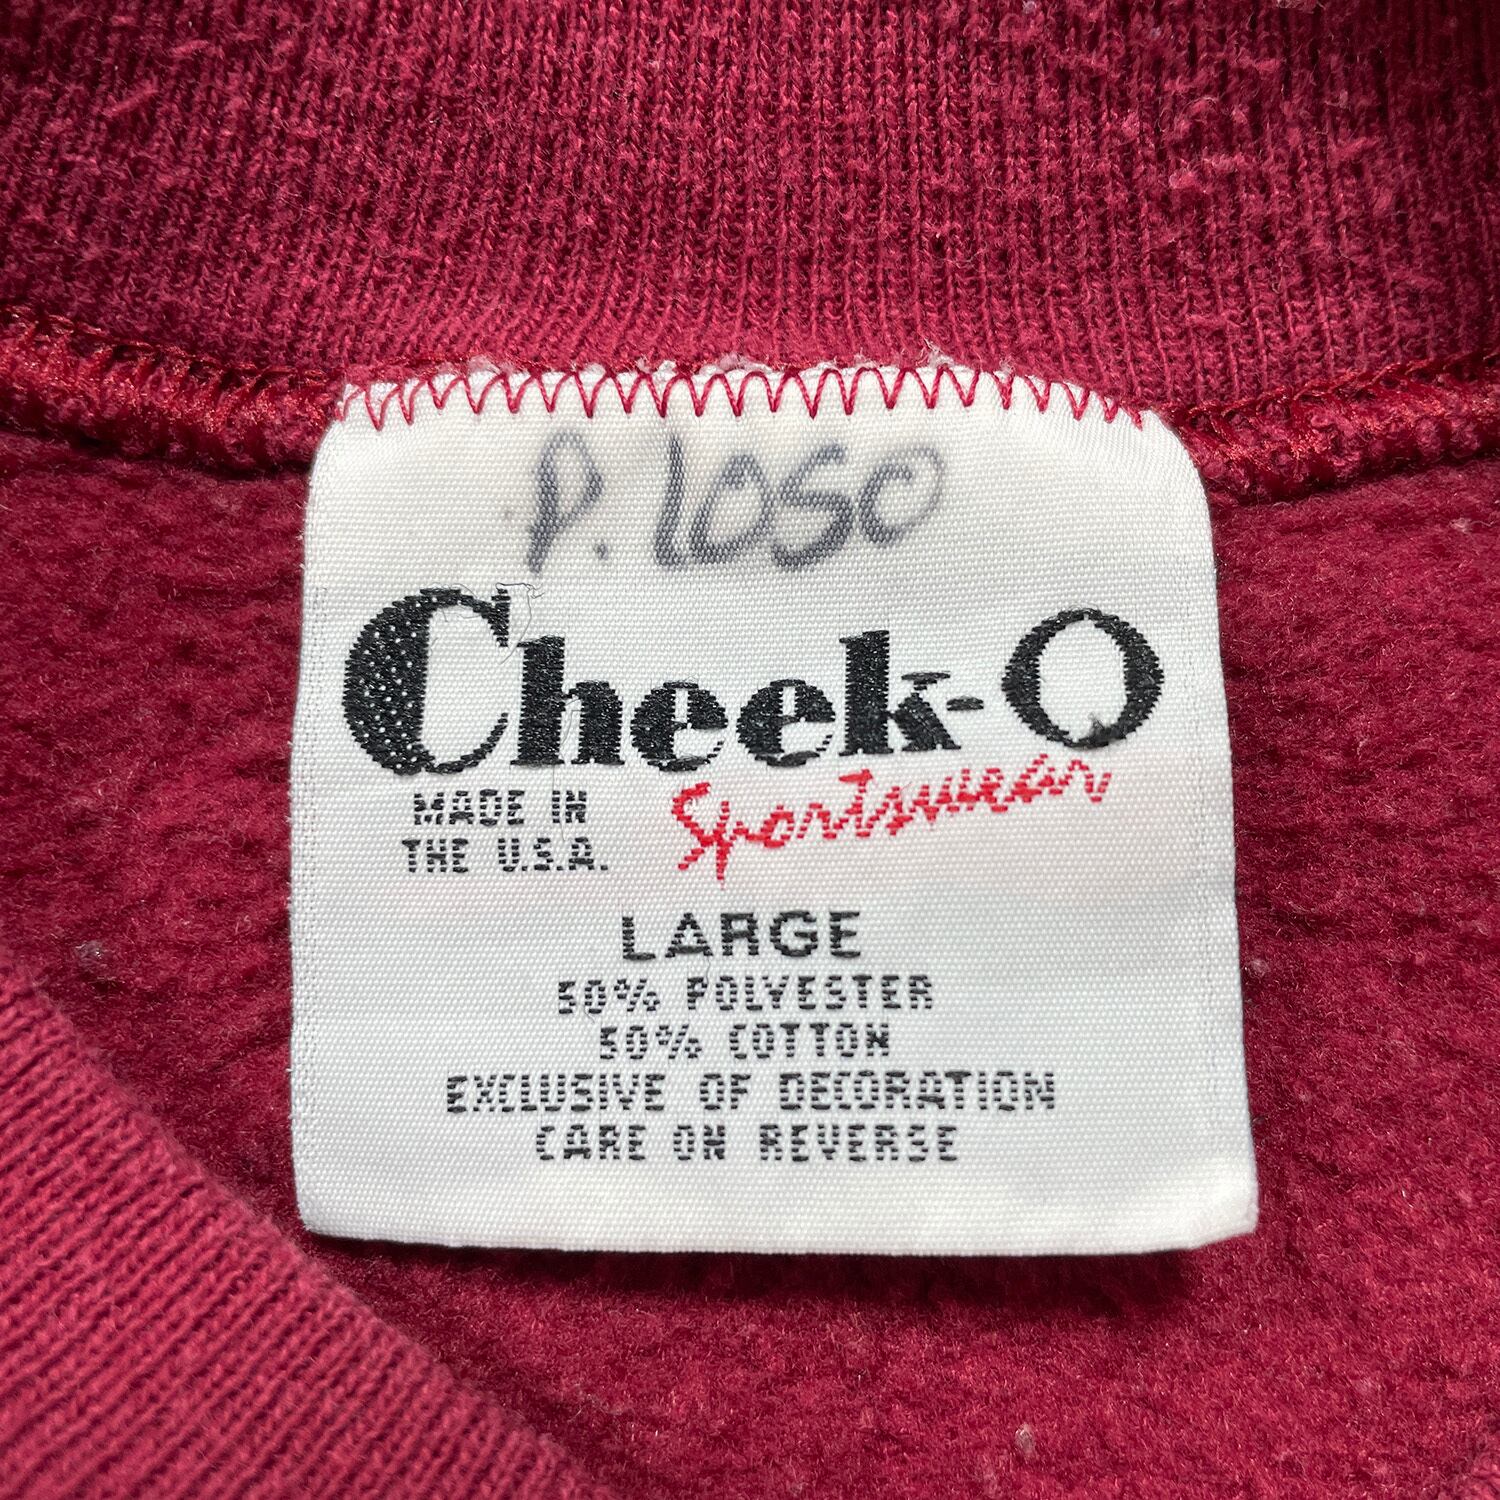 P. LOSO
Cheek-O
Sportswear
MADE IN
THE U.S.A.
LARGE
50% POLYESTER
50% COTTON
EXCLUSIVE OF DECORATION
CARE ON REVERSE